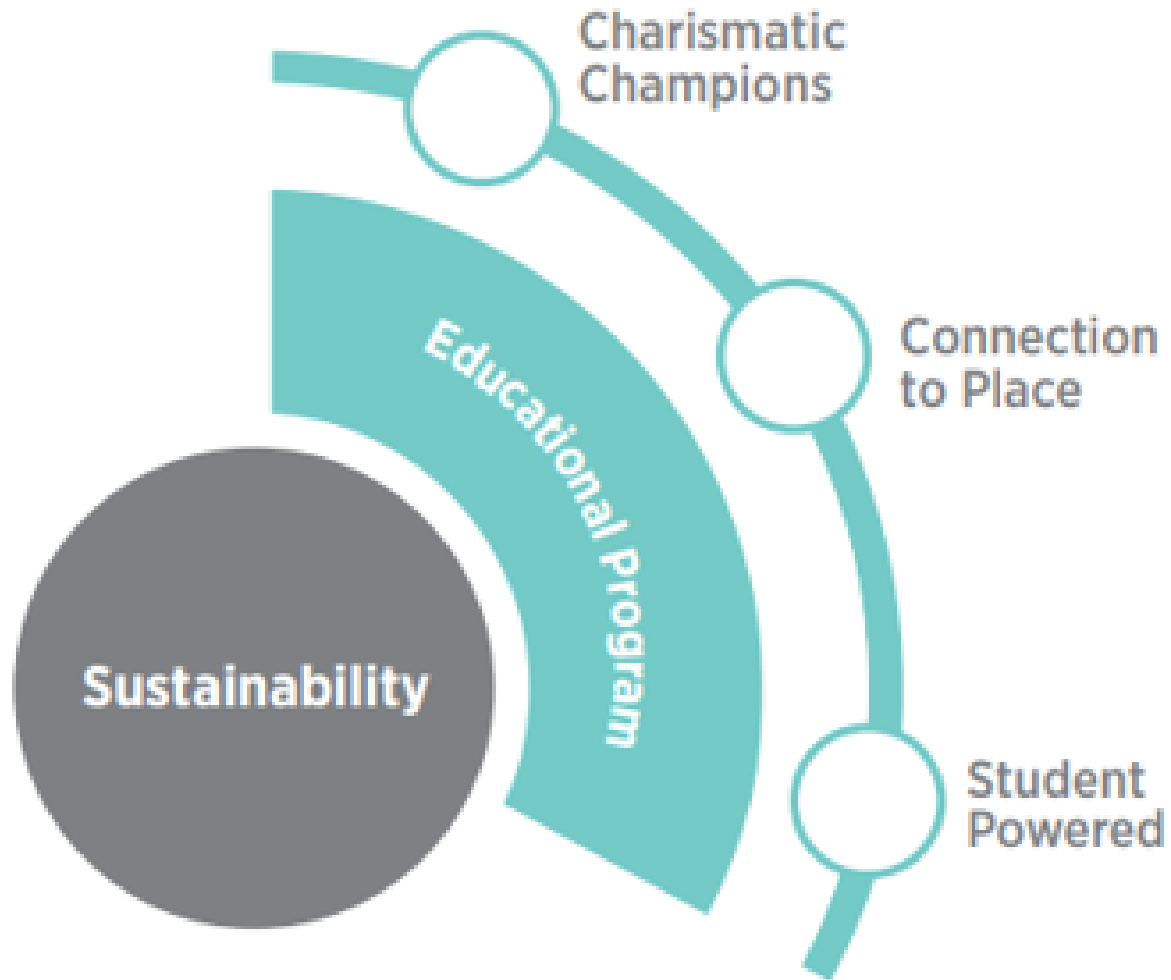 Charismatic
Champions
Connection
to Place
Educational Program
Sustainability
Student
Powered